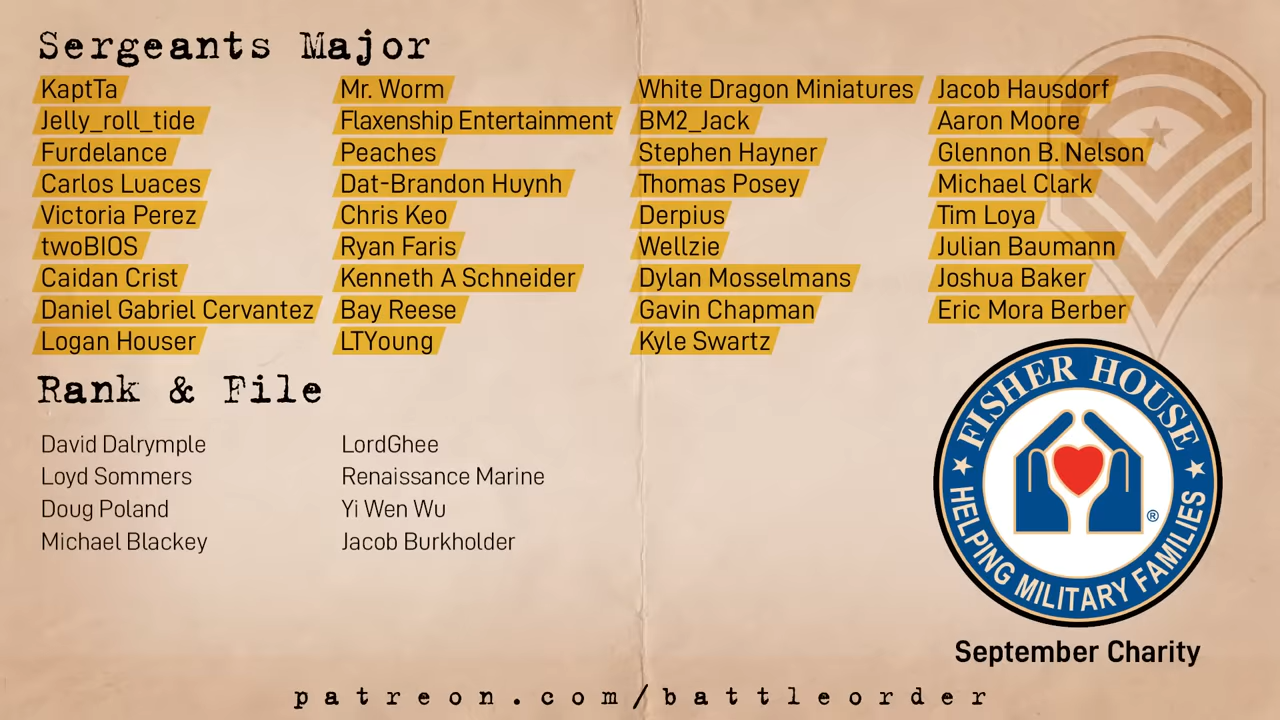 Sergeants Major
KaptTa
Jelly_roll_tide
Furdelance
Carlos Luaces
Victoria Perez
twoBIOS
Caidan Crist
Daniel Gabriel Cervantez
Logan Houser
Mr. Worm
Flaxenship Entertainment
Peaches
Dat-Brandon Huynh
Chris Keo
Ryan Faris
Kenneth A Schneider
Bay Reese
LTYoung
White Dragon Miniatures
BM2_Jack
Stephen Hayner
Thomas Posey
Derpius
Wellzie
Dylan Mosselmans
Gavin Chapman
Kyle Swartz
Jacob Hausdorf
Aaron Moore
Glennon B. Nelson
Michael Clark
Tim Loya
Julian Baumann
Joshua Baker
Eric Mora Berber
Rank & File
David Dalrymple
Loyd Sommers
Doug Poland
Michael Blackey
LordGhee
Renaissance Marine
Yi Wen Wu
Jacob Burkholder
FISHER HOUSE
HELPING MILITARY FAMILIES
®
September Charity
patreon.com/battleorder